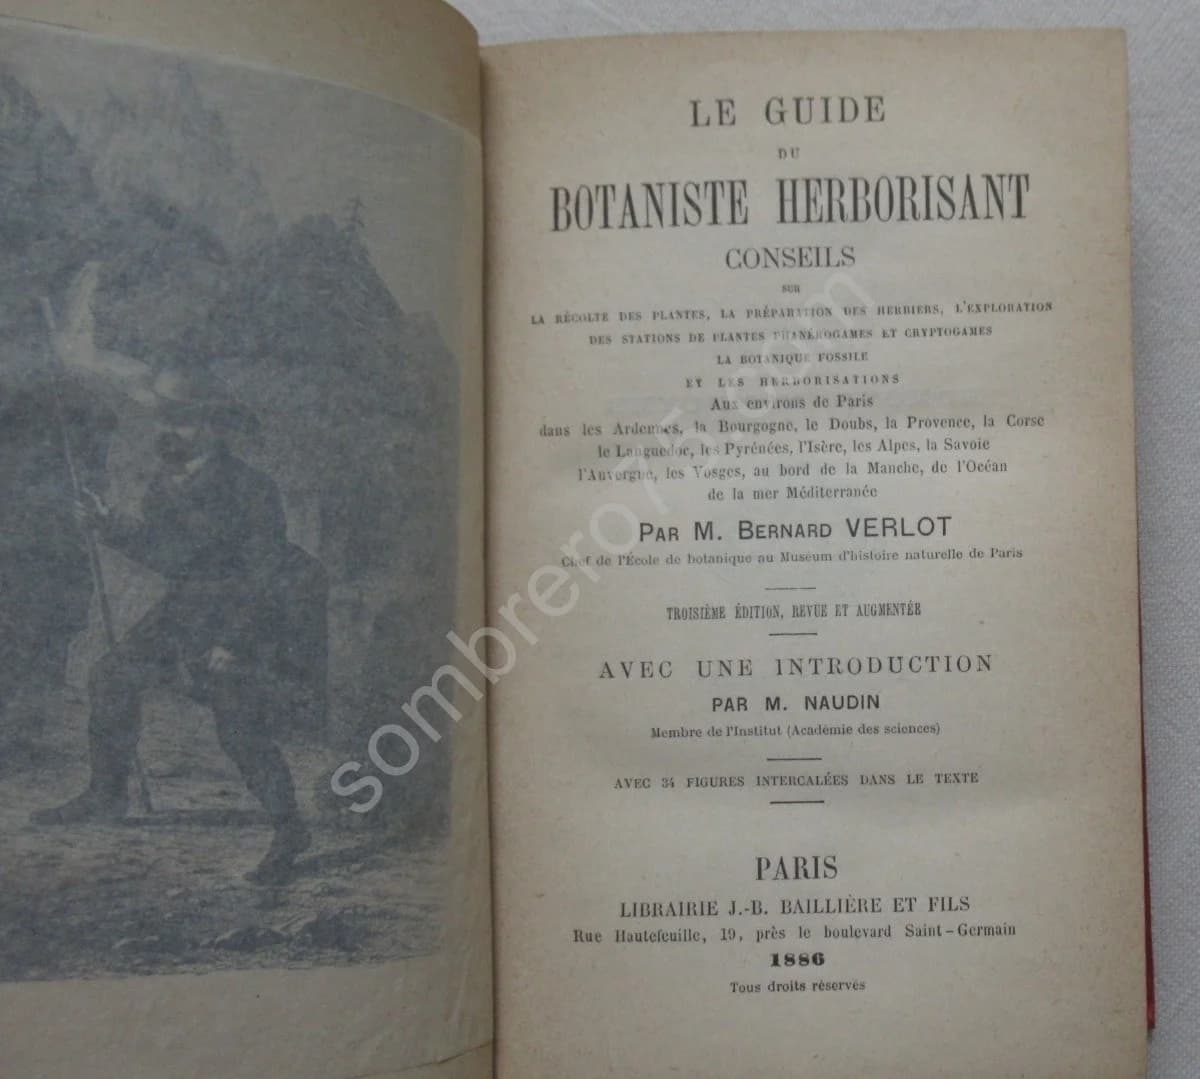 LE GUIDE
DU
BOTANISTE HERBORISANT
CONSEILS
SUR
LA RÉCOLTE DES PLANTES, LA PRÉPARATION DES HERBIERS, L'EXPLORATION
DES STATIONS DE PLANTES PHANÉROGAMES ET CRYPTOGAMES
LA BOTANIQUE FOSSILE
ET LES HERBORISATIONS
Aux environs de Paris
dans les Ardennes, la Bourgogne, le Doubs, la Provence, la Corse
le Languedoc, les Pyrénées, l'Isère, les Alpes, la Savoie
l'Auvergne, les Vosges, au bord de la Manche, de l'Océan
de la mer Méditerranée
PAR M. BERNARD VERLOT
Chef de l'École de botanique au Muséum d'histoire naturelle de Paris
TROISIÈME ÉDITION, REVUE ET AUGMENTÉE
AVEC UNE INTRODUCTION
PAR M. NAUDIN
Membre de l'Institut (Académie des sciences)
AVEC 34 FIGURES INTERCALÉES DANS LE TEXTE
PARIS
LIBRAIRIE J.-B. BAILLIÈRE ET FILS
Rue Hautefeuille, 19, près le boulevard Saint-Germain
1886
Tous droits réservés
sombrero75.com